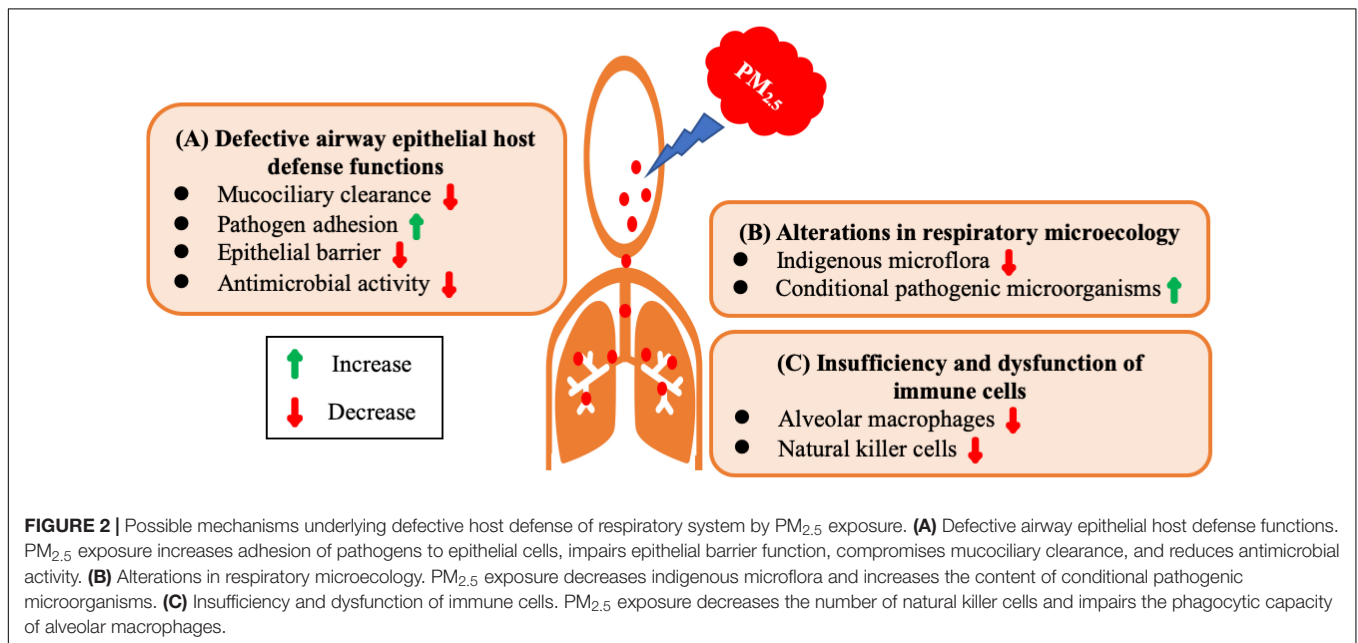 PM2.5
(A) Defective airway epithelial host
defense functions
● Mucociliary clearance ↓
● Pathogen adhesion ↑
● Epithelial barrier ↓
● Antimicrobial activity ↓
↑ Increase
↓ Decrease
(B) Alterations in respiratory microecology
● Indigenous microflora ↓
● Conditional pathogenic microorganisms ↑
(C) Insufficiency and dysfunction of
immune cells
● Alveolar macrophages ↓
● Natural killer cells ↓
FIGURE 2 | Possible mechanisms underlying defective host defense of respiratory system by PM2.5 exposure. (A) Defective airway epithelial host defense functions.
PM2.5 exposure increases adhesion of pathogens to epithelial cells, impairs epithelial barrier function, compromises mucociliary clearance, and reduces antimicrobial
activity. (B) Alterations in respiratory microecology. PM2.5 exposure decreases indigenous microflora and increases the content of conditional pathogenic
microorganisms. (C) Insufficiency and dysfunction of immune cells. PM2.5 exposure decreases the number of natural killer cells and impairs the phagocytic capacity
of alveolar macrophages.